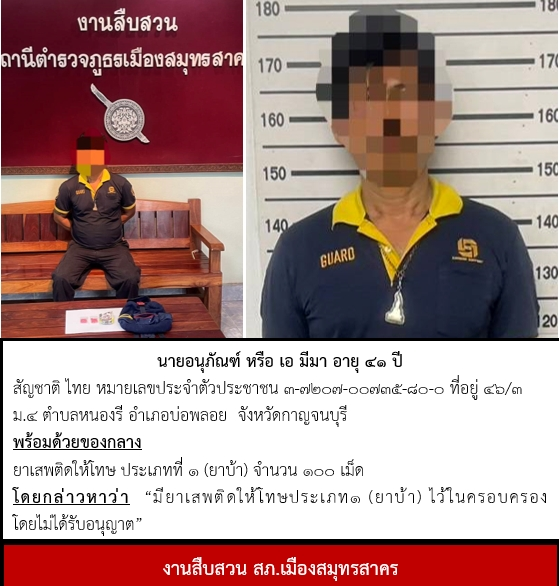 งานสืบสวน
ถานีตำรวจภูธรเมืองสมุทรสาค
180
18
170
17
160
16
150
15
140
14
130
13
120
12
GUARD
นายอนุภัณฑ์ หรือ เอ มีมา อายุ ๔๑ ปี
สัญชาติ ไทย หมายเลขประจำตัวประชาชน ๓-๗๒๐๗-๐๐๗๓๕-๘๐-๐ ที่อยู่ ๔๖/๓
ม.๔ ตำบลหนองรี อำเภอบ่อพลอย จังหวัดกาญจนบุรี
พร้อมด้วยของกลาง
ยาเสพติดให้โทษ ประเภทที่ ๑ (ยาบ้า) จำนวน ๑๐๐ เม็ด
โดยกล่าวหาว่า "มียาเสพติดให้โทษประเภท๑ (ยาบ้า) ไว้ในครอบครอง
โดยไม่ได้รับอนุญาต"
งานสืบสวน สภ.เมืองสมุทรสาคร